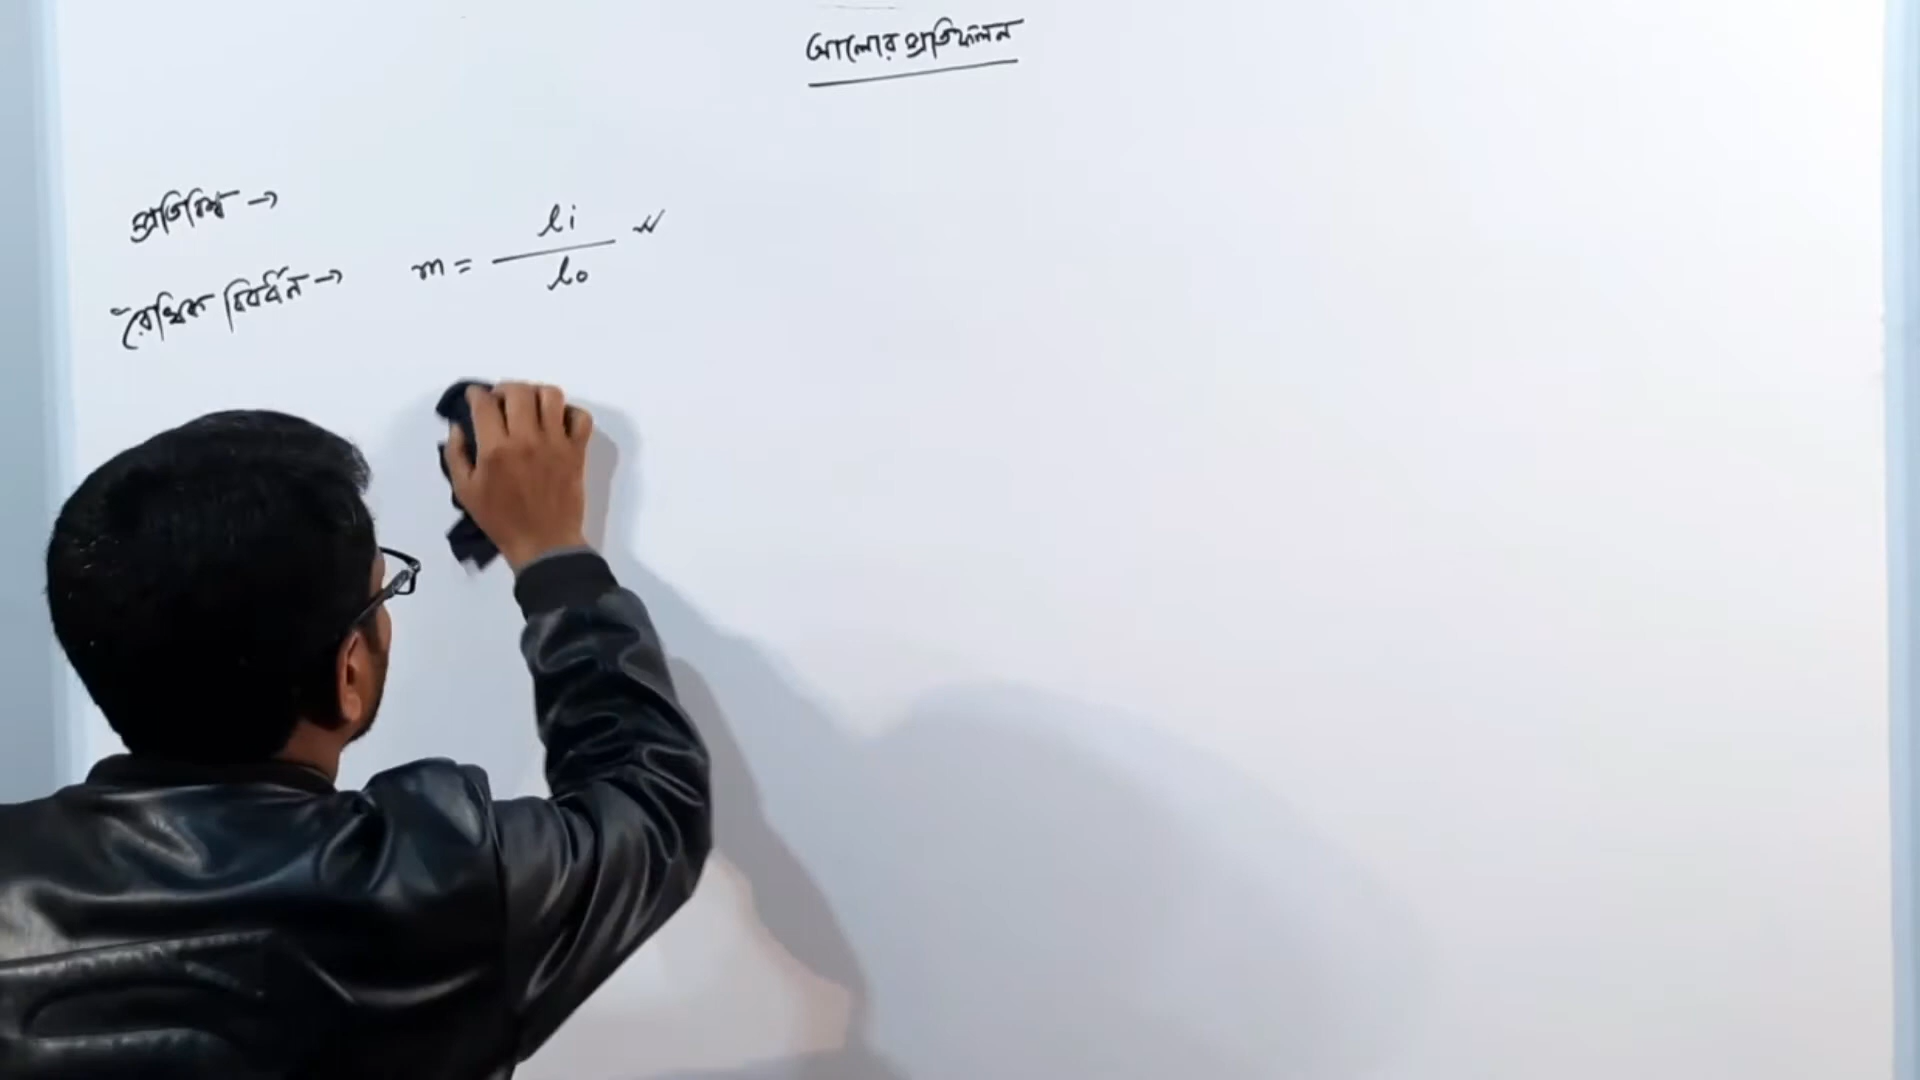 আলোর প্রতিফলন
প্রতিবিম্ব →
রৈখিক বিবর্ধন → m = li / lo